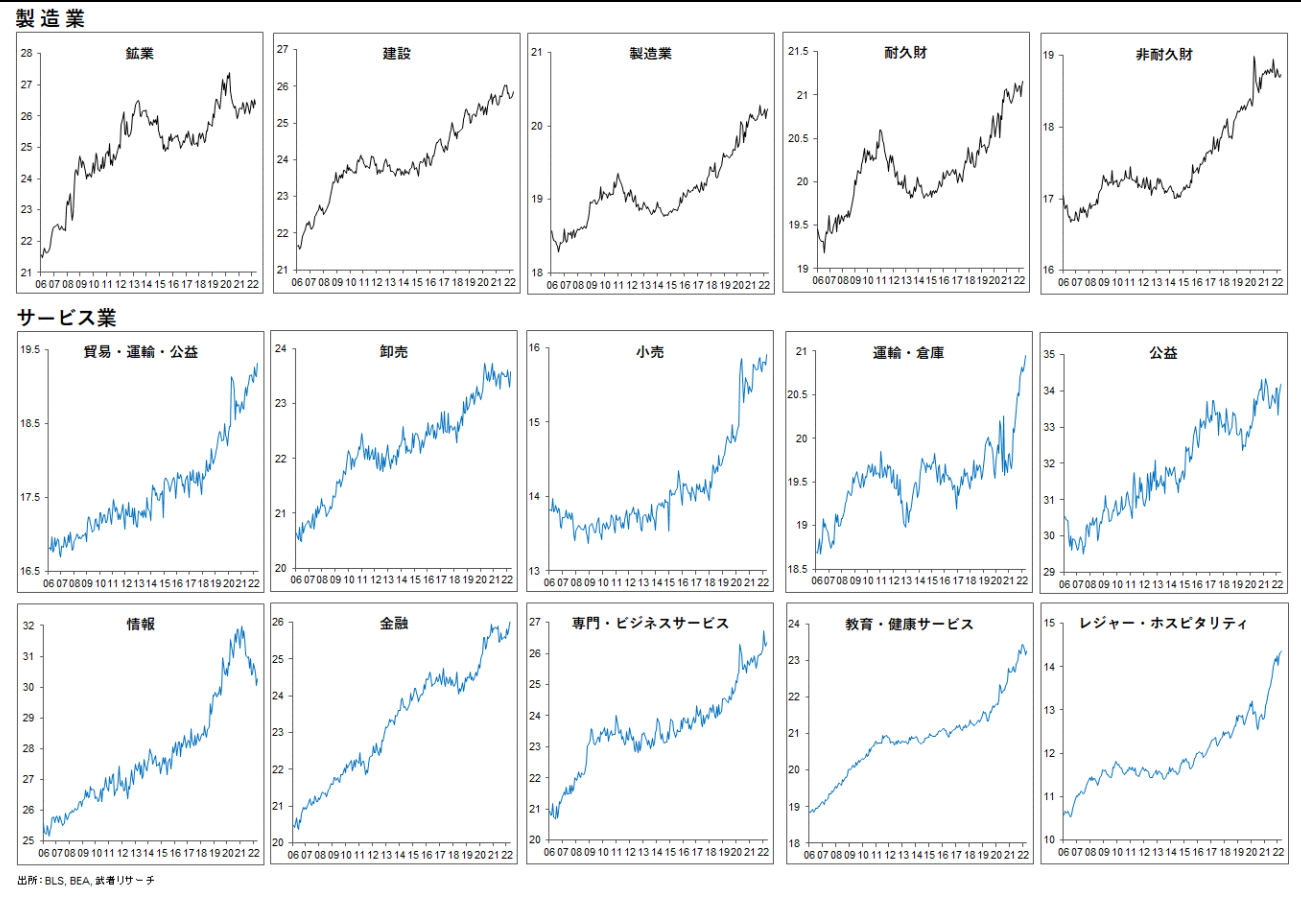 製造業
鉱業
28
27
26
25
24
23
22
21
06 07 08 09 10 11 12 13 14 15 16 17 18 19 20 21 22
建設
27
26
25
24
23
22
21
06 07 08 09 10 11 12 13 14 15 16 17 18 19 20 21 22
製造業
21
20
19
18
06 07 08 09 10 11 12 13 14 15 16 17 18 19 20 21 22
耐久財
21.5
21
20.5
20
19.5
19
06 07 08 09 10 11 12 13 14 15 16 17 18 19 20 21 22
非耐久財
19
18
17
16
06 07 08 09 10 11 12 13 14 15 16 17 18 19 20 21 22
サービス業
貿易・運輸・公益
19.5
18.5
17.5
16.5
06 07 08 09 10 11 12 13 14 15 16 17 18 19 20 21 22
卸売
24
23
22
21
20
06 07 08 09 10 11 12 13 14 15 16 17 18 19 20 21 22
小売
16
15
14
13
06 07 08 09 10 11 12 13 14 15 16 17 18 19 20 21 22
運輸・倉庫
21
20.5
20
19.5
19
18.5
06 07 08 09 10 11 12 13 14 15 16 17 18 19 20 21 22
公益
35
34
33
32
31
30
29
06 07 08 09 10 11 12 13 14 15 16 17 18 19 20 21 22
情報
32
31
30
29
28
27
26
25
06 07 08 09 10 11 12 13 14 15 16 17 18 19 20 21 22
金融
26
25
24
23
22
21
20
06 07 08 09 10 11 12 13 14 15 16 17 18 19 20 21 22
専門・ビジネスサービス
27
26
25
24
23
22
21
20
06 07 08 09 10 11 12 13 14 15 16 17 18 19 20 21 22
教育・健康サービス
24
23
22
21
20
19
18
06 07 08 09 10 11 12 13 14 15 16 17 18 19 20 21 22
レジャー・ホスピタリティ
15
14
13
12
11
10
06 07 08 09 10 11 12 13 14 15 16 17 18 19 20 21 22
出所：BLS, BEA, 武者リサーチ